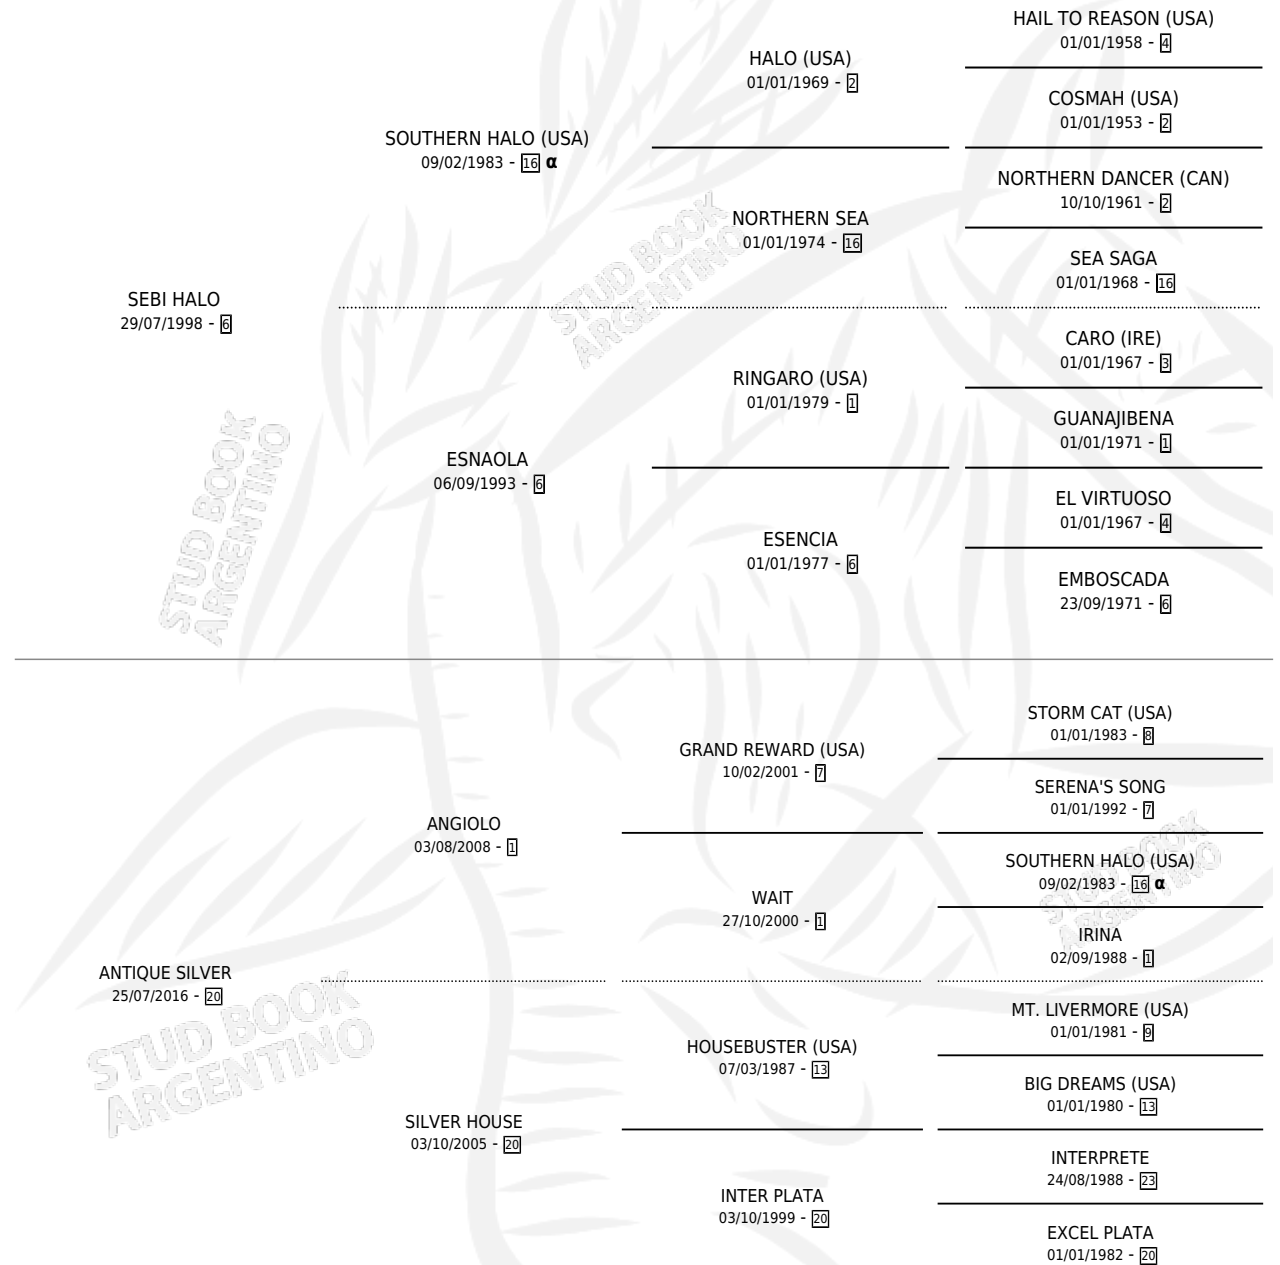 HAIL TO REASON (USA)
01/01/1958 - 4
HALO (USA)
01/01/1969 - 2
COSMAH (USA)
01/01/1953 - 2
SOUTHERN HALO (USA)
09/02/1983 - 16 α
NORTHERN DANCER (CAN)
10/10/1961 - 2
NORTHERN SEA
01/01/1974 - 16
SEA SAGA
01/01/1968 - 16
SEBI HALO
29/07/1998 - 6
CARO (IRE)
01/01/1967 - 3
RINGARO (USA)
01/01/1979 - 1
GUANAJIBENA
01/01/1971 - 1
ESNAOLA
06/09/1993 - 6
EL VIRTUOSO
01/01/1967 - 4
ESENCIA
01/01/1977 - 6
EMBOSCADA
23/09/1971 - 6
STORM CAT (USA)
01/01/1983 - 8
GRAND REWARD (USA)
10/02/2001 - 7
SERENA'S SONG
01/01/1992 - 7
ANGIOLO
03/08/2008 - 1
SOUTHERN HALO (USA)
09/02/1983 - 16 α
WAIT
27/10/2000 - 1
IRINA
02/09/1988 - 1
ANTIQUE SILVER
25/07/2016 - 20
MT. LIVERMORE (USA)
01/01/1981 - 9
HOUSEBUSTER (USA)
07/03/1987 - 13
BIG DREAMS (USA)
01/01/1980 - 13
SILVER HOUSE
03/10/2005 - 20
INTERPRETE
24/08/1988 - 23
INTER PLATA
03/10/1999 - 20
EXCEL PLATA
01/01/1982 - 20
STUD BOOK
ARGENTINO
STUD BOOK
ARGENTINO
STUD BOOK
ARGENTINO
STUD BOOK
ARGENTINO